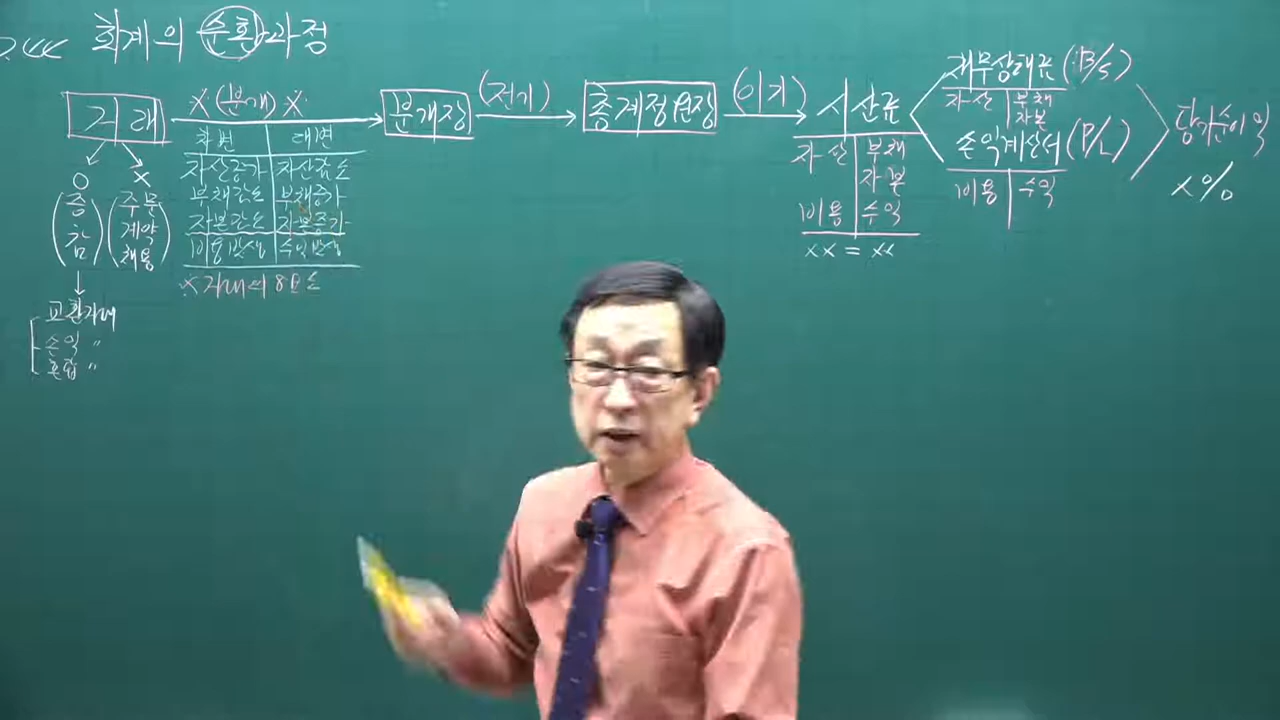 회계의 순환과정
거래
※(분개)※
분개장
(전기)
총계정원장
(이기)
시산표
재무상태표(B/S)
자산 부채
자본
손익계산서(P/L)
비용 수익
당기순이익
×%
차변 대변
자산증가 자산감소
부채감소 부채증가
자본감소 자본증가
비용발생 수익발생
※거래의 8요소
자산 부채
자본
비용 수익
×× = ××
○ ×
(증 감)
(주문 계약 채용)
교환거래
손익 〃
혼합 〃